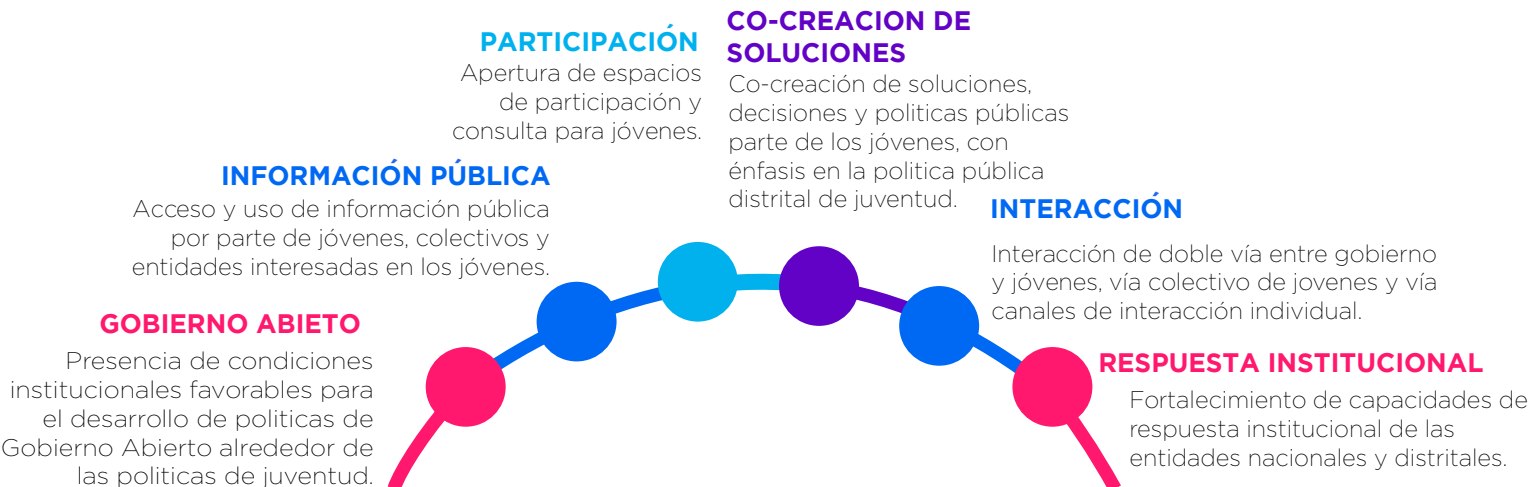 GOBIERNO ABIETO
Presencia de condiciones
institucionales favorables para
el desarrollo de politicas de
Gobierno Abierto alrededor de
las politicas de juventud.
INFORMACIÓN PÚBLICA
Acceso y uso de información pública
por parte de jóvenes, colectivos y
entidades interesadas en los jóvenes.
PARTICIPACIÓN
Apertura de espacios
de participación y
consulta para jóvenes.
CO-CREACION DE
SOLUCIONES
Co-creación de soluciones,
decisiones y politicas públicas
parte de los jóvenes, con
énfasis en la politica pública
distrital de juventud.
INTERACCIÓN
Interacción de doble vía entre gobierno
y jóvenes, vía colectivo de jovenes y vía
canales de interacción individual.
RESPUESTA INSTITUCIONAL
Fortalecimiento de capacidades de
respuesta institucional de las
entidades nacionales y distritales.